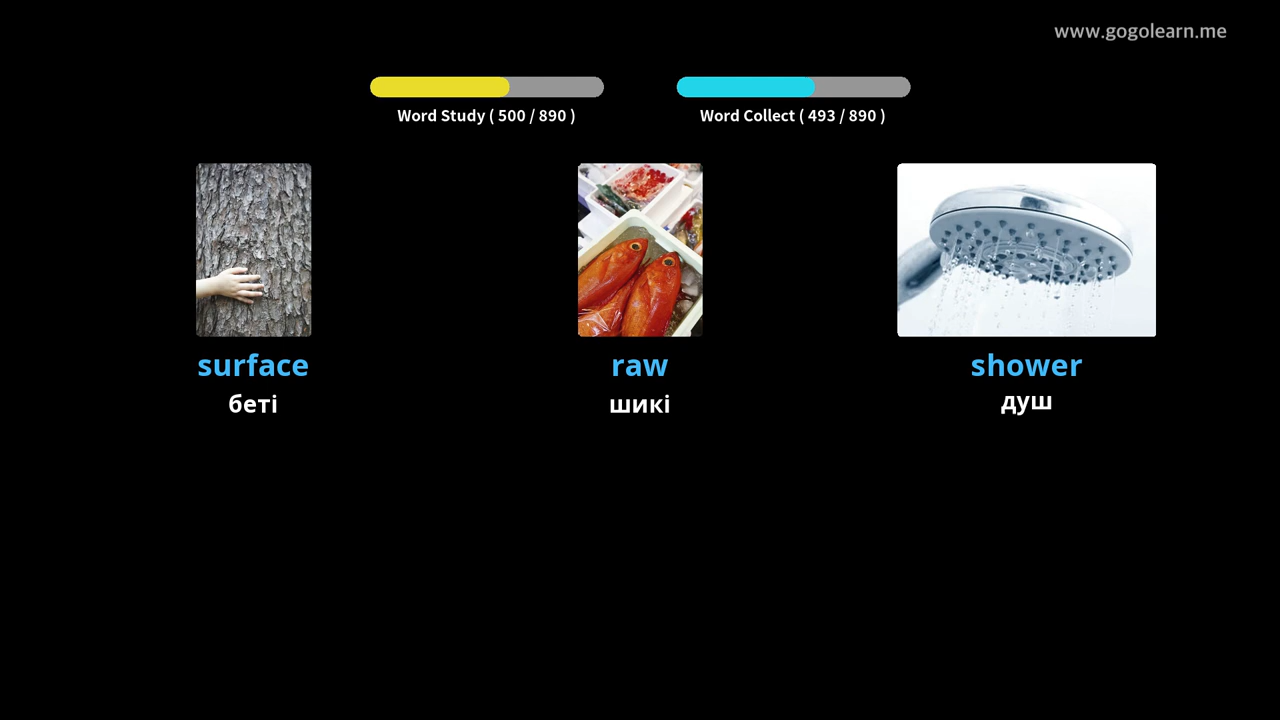 www.gogolearn.me
Word Study ( 500 / 890 )
Word Collect ( 493 / 890 )
surface
беті
raw
шикі
shower
душ